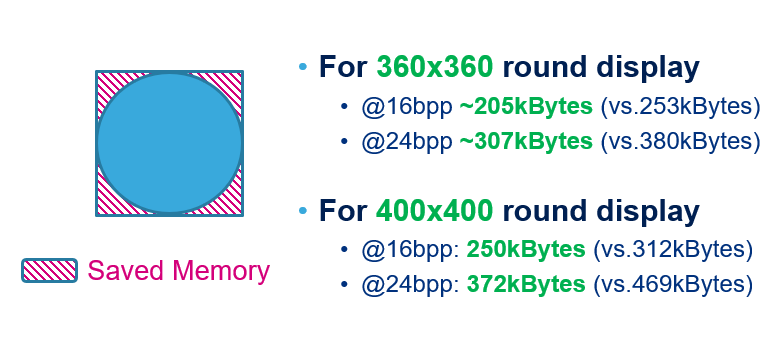 • For 360x360 round display
• @16bpp ~205kBytes (vs.253kBytes)
• @24bpp ~307kBytes (vs.380kBytes)
• For 400x400 round display
• @16bpp: 250kBytes (vs.312kBytes)
• @24bpp: 372kBytes (vs.469kBytes)
Saved Memory